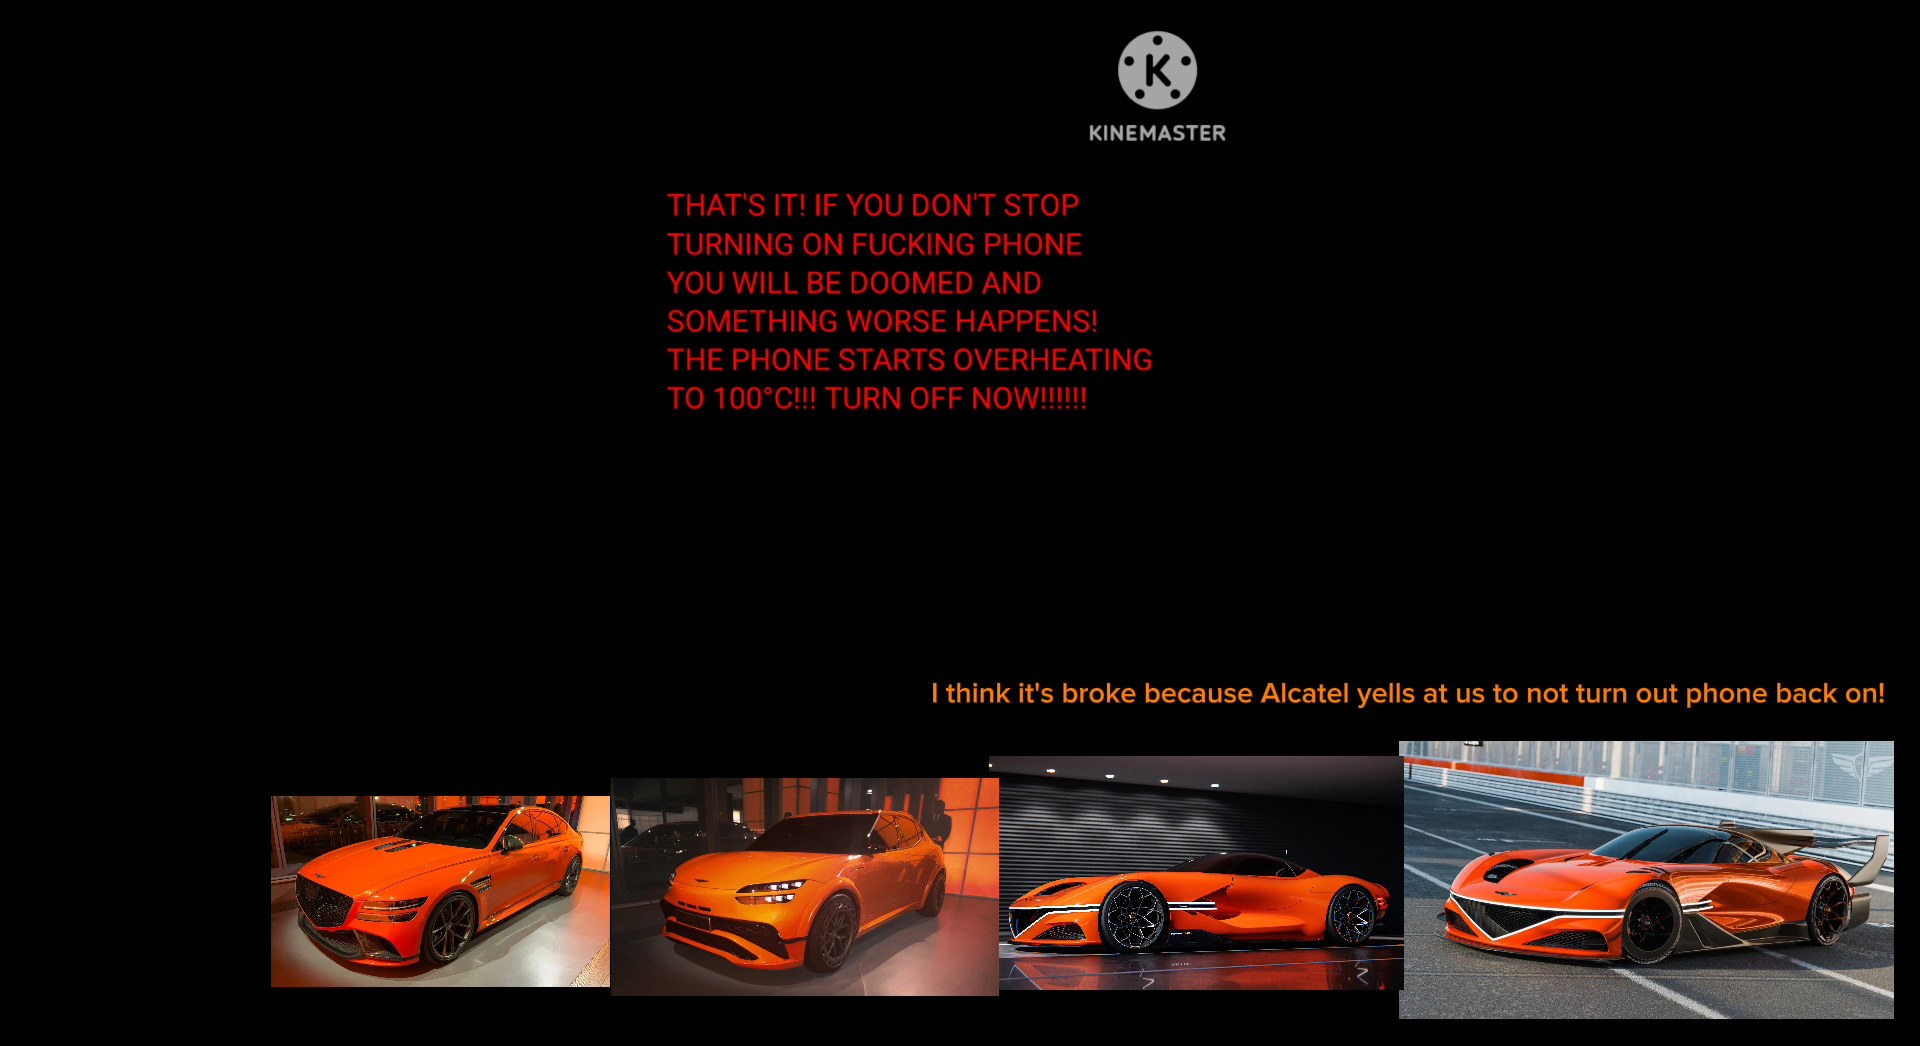 K
KINEMASTER
THAT'S IT! IF YOU DON'T STOP
TURNING ON FUCKING PHONE
YOU WILL BE DOOMED AND
SOMETHING WORSE HAPPENS!
THE PHONE STARTS OVERHEATING
TO 100°C!!! TURN OFF NOW!!!!!!
I think it's broke because Alcatel yells at us to not turn out phone back on!